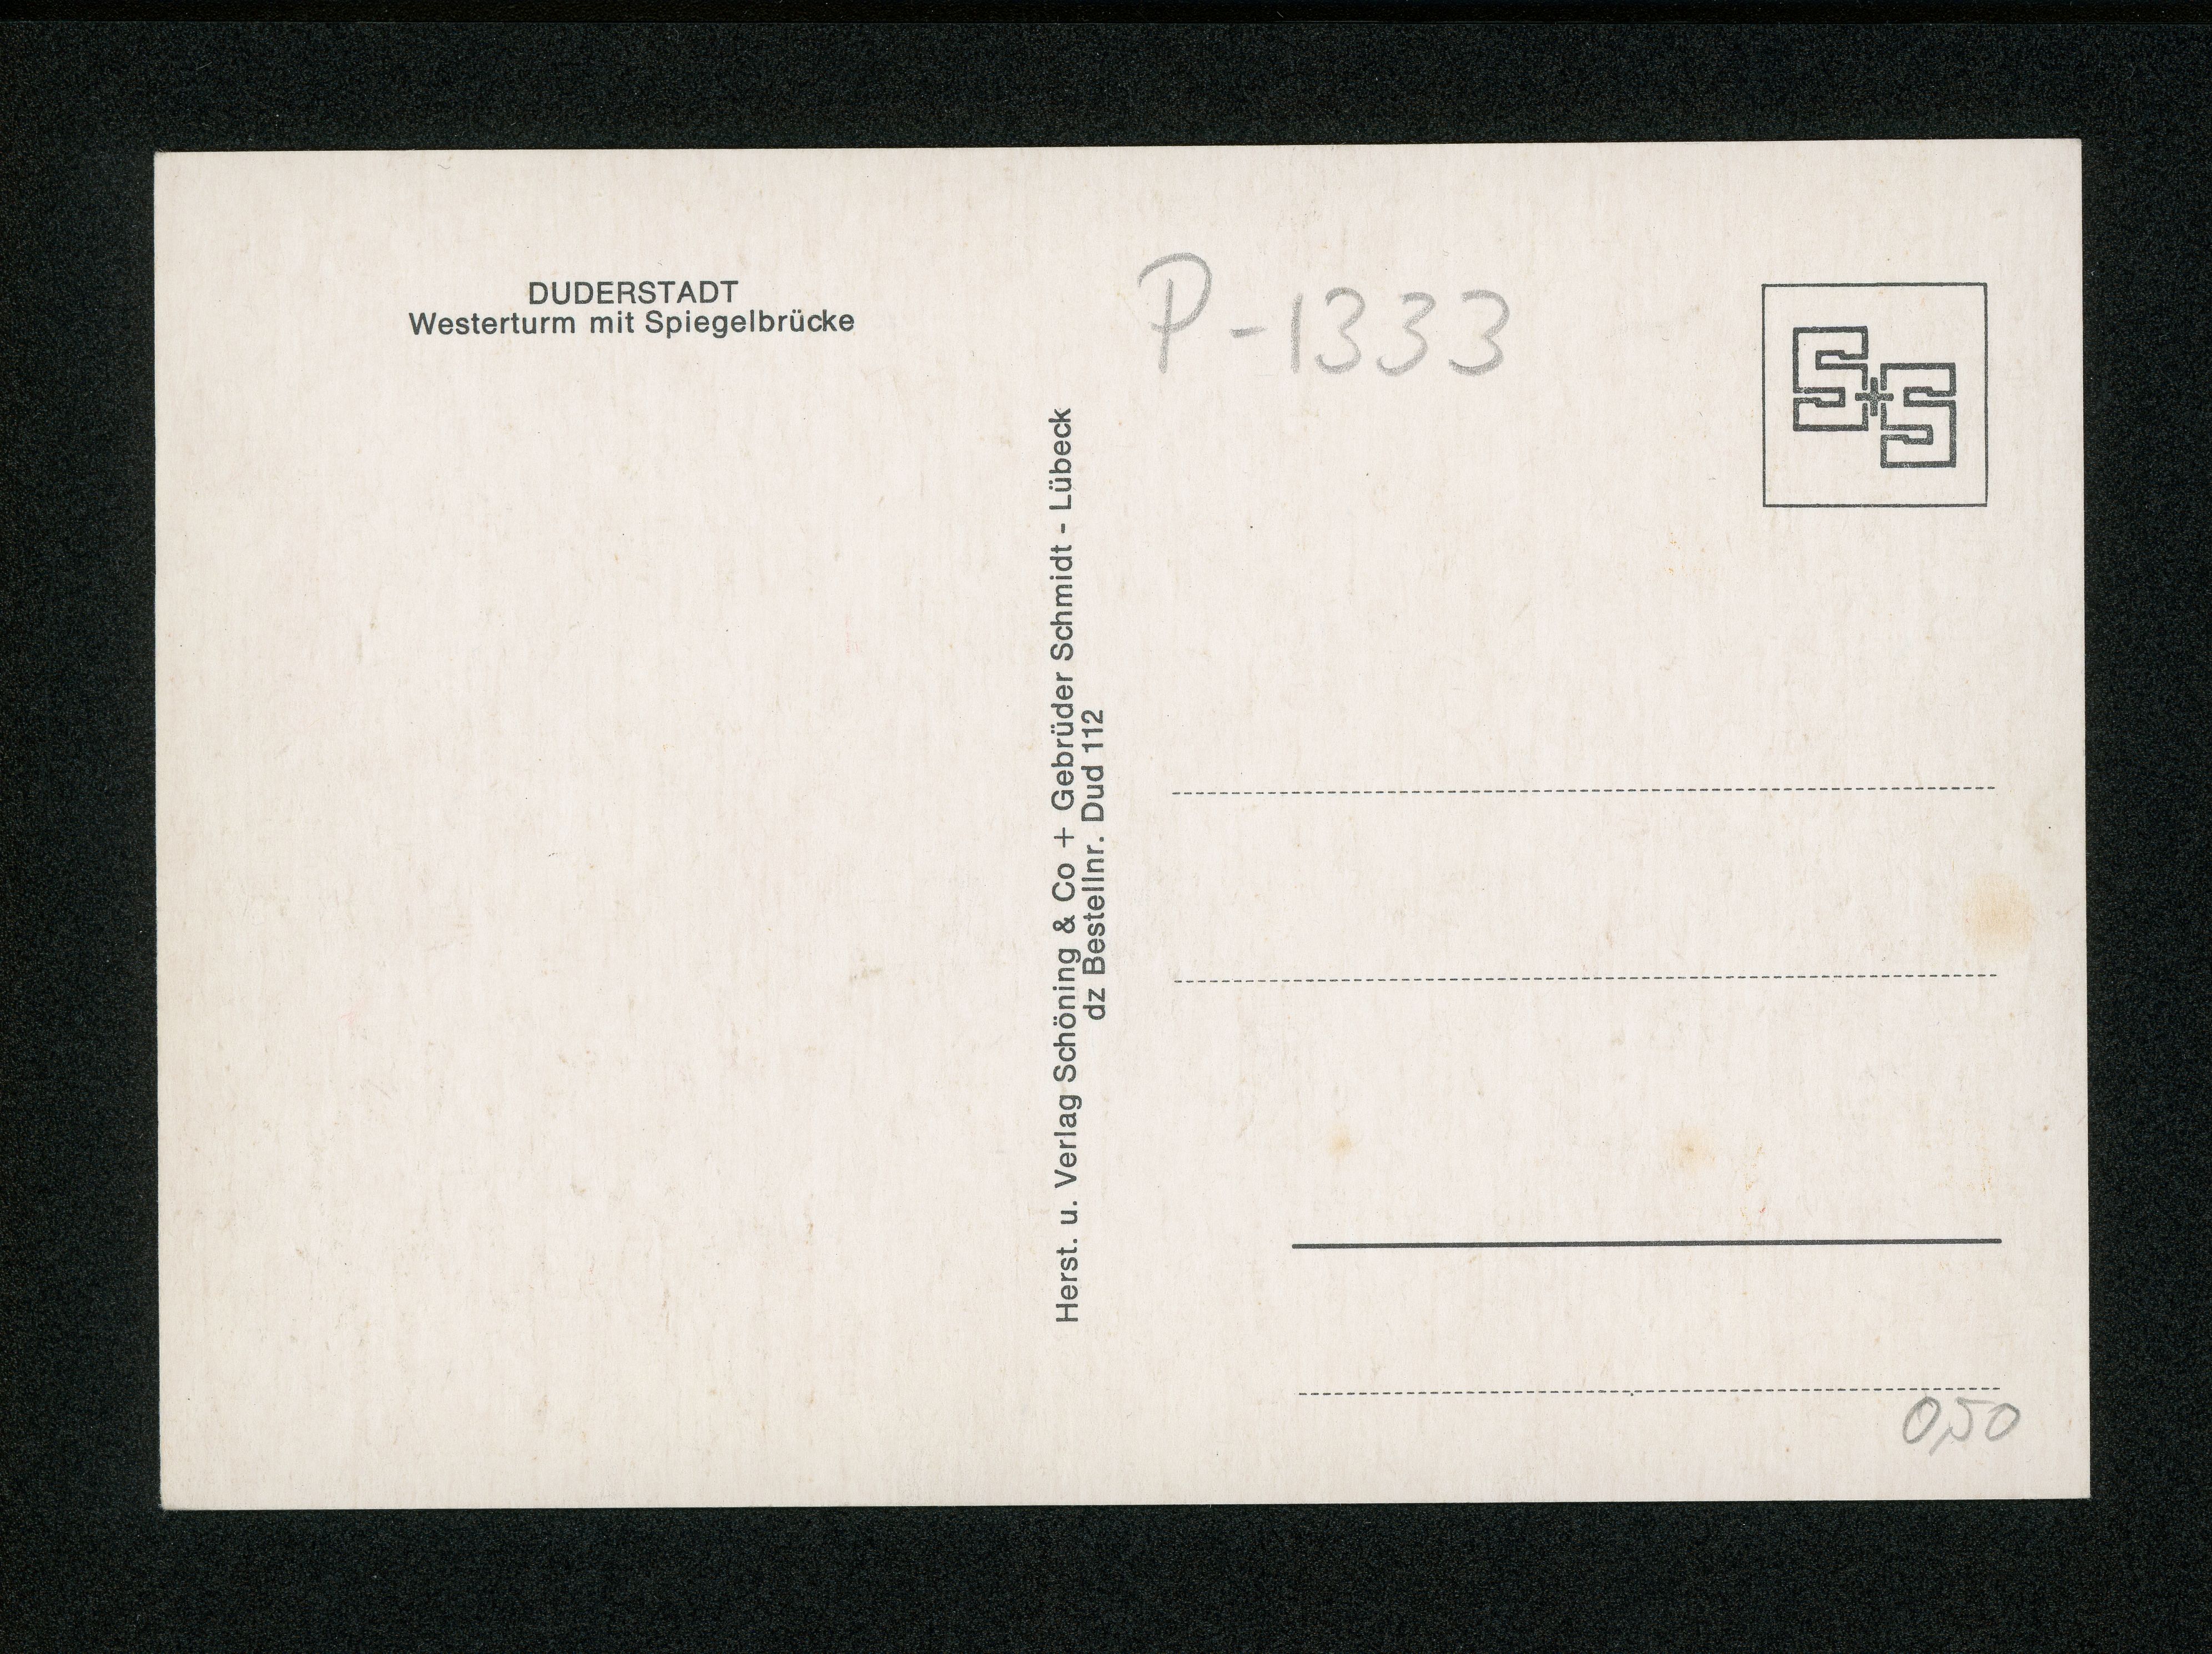 DUDERSTADT
Westerturm mit Spiegelbrücke
Herst. u. Verlag Schöning & Co + Gebrüder Schmidt - Lübeck
dz Bestellnr. Dud 112
P-1333
S+S
0,50